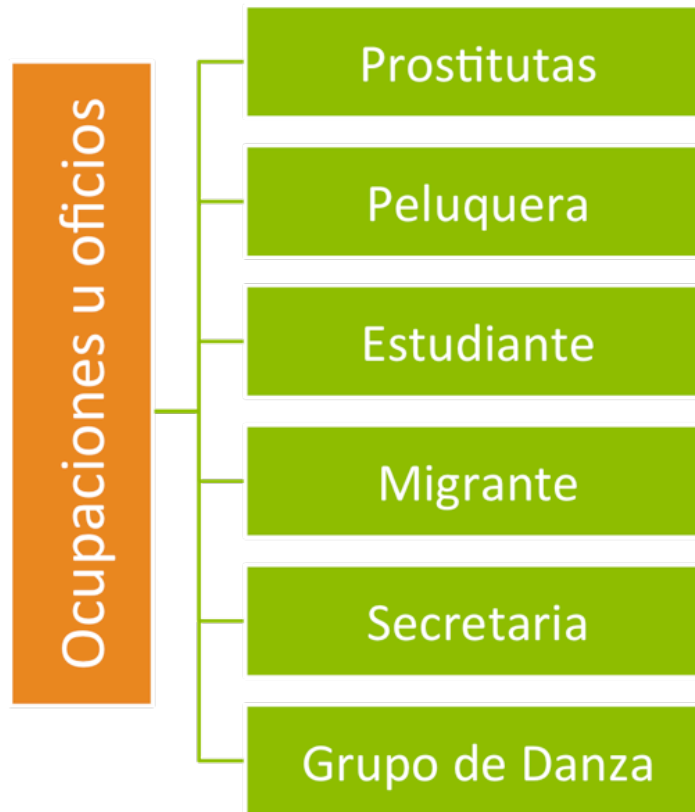 Ocupaciones u oficios
Prostitutas
Peluquera
Estudiante
Migrante
Secretaria
Grupo de Danza